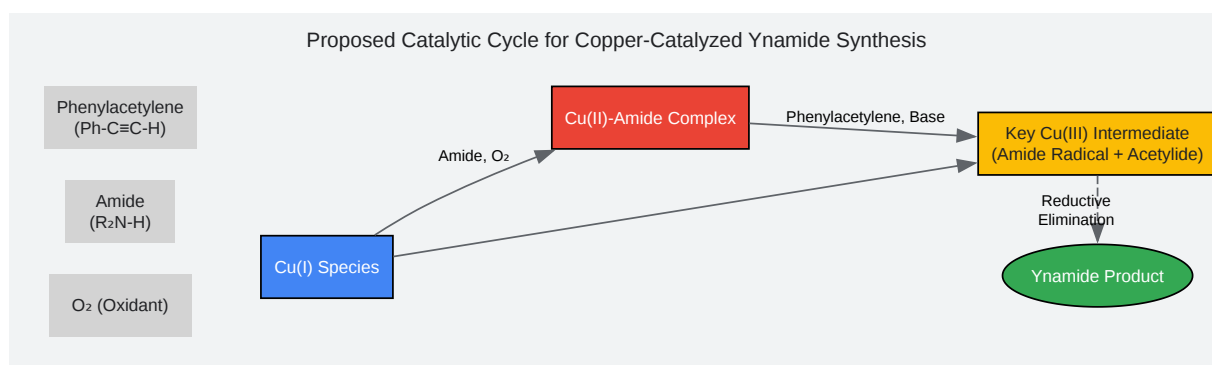 Proposed Catalytic Cycle for Copper-Catalyzed Ynamide Synthesis
Phenylacetylene
(Ph-C≡C-H)
Amide
(R₂N-H)
O₂ (Oxidant)
Cu(I) Species
Amide, O₂
Cu(II)-Amide Complex
Phenylacetylene, Base
Key Cu(III) Intermediate
(Amide Radical + Acetylide)
Reductive
Elimination
Ynamide Product